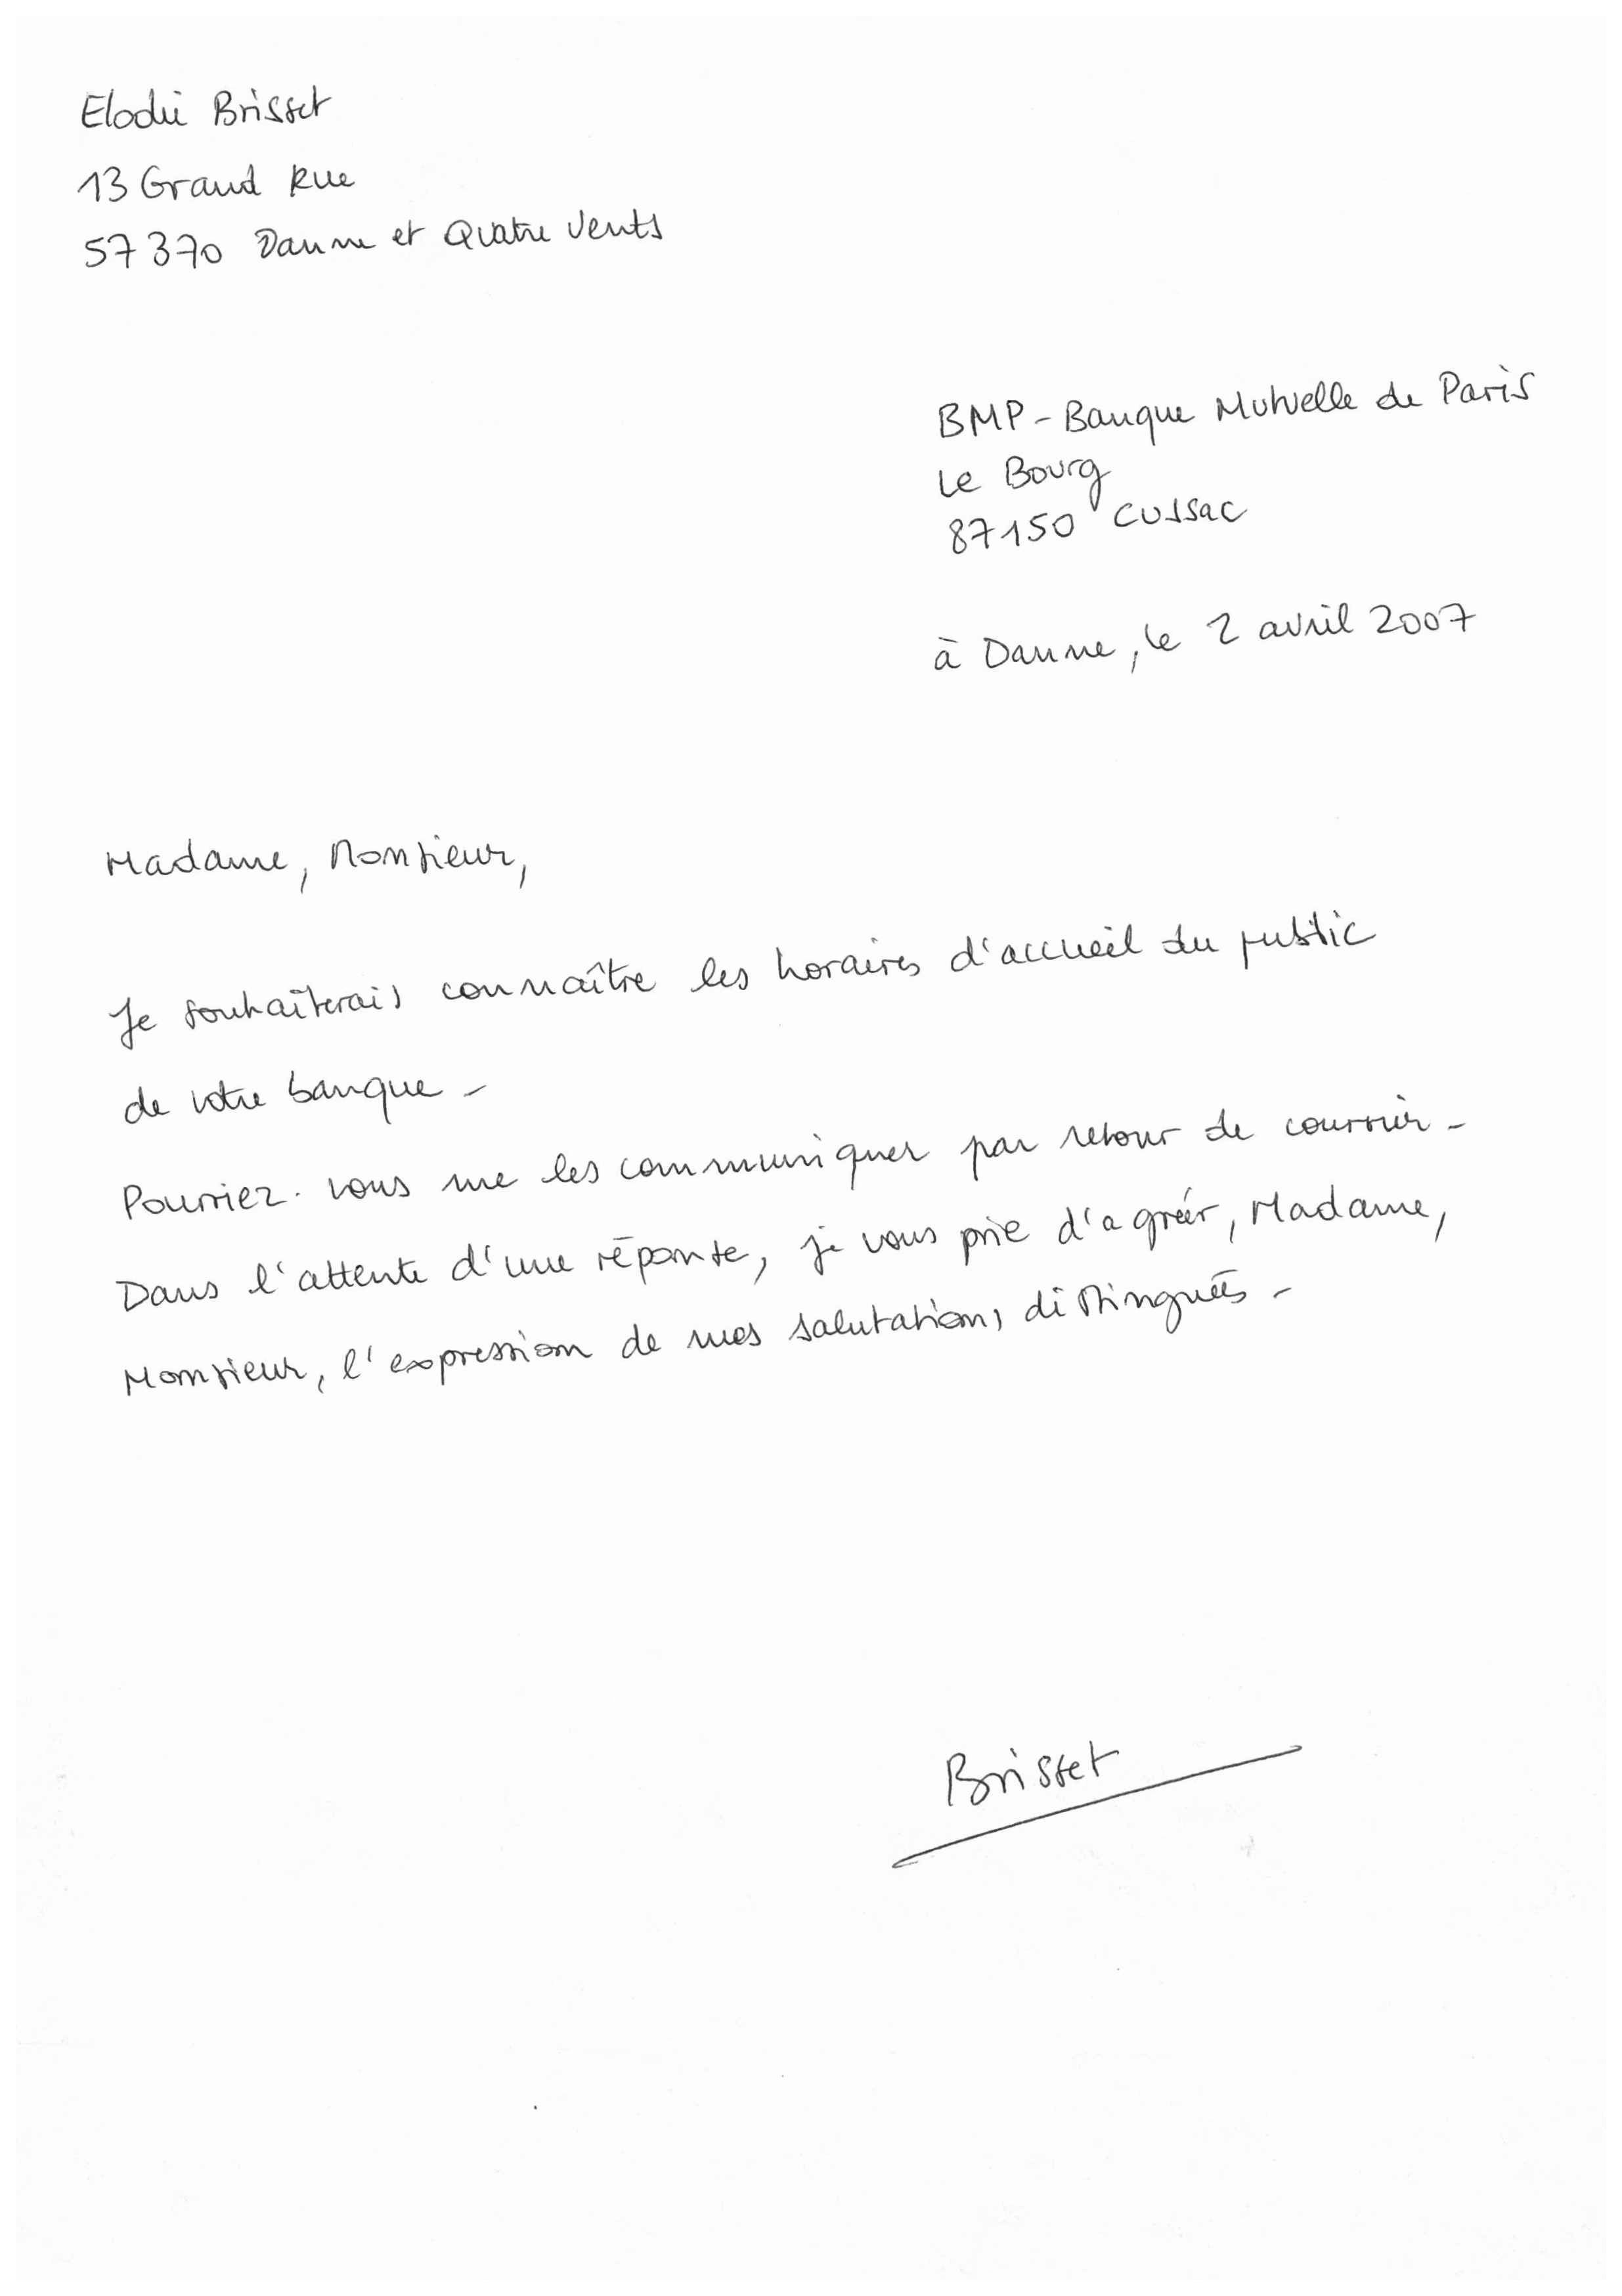 Elodie Brisset
13 Grand Rue
57370 Danne et Quatre Vents
BMP - Banque Mutuelle de Paris
Le Bourg
87150 CUSSAC
à Danne, le 2 avril 2007
Madame, Monsieur,
Je souhaîterais connaître les horaires d'accueil du public
de votre banque -
Pourriez-vous me les communiquer par retour de courrier -
Dans l'attente d'une réponse, je vous prie d'agréer, Madame,
Monsieur, l'expression de mes salutations distinguées -
Brisset